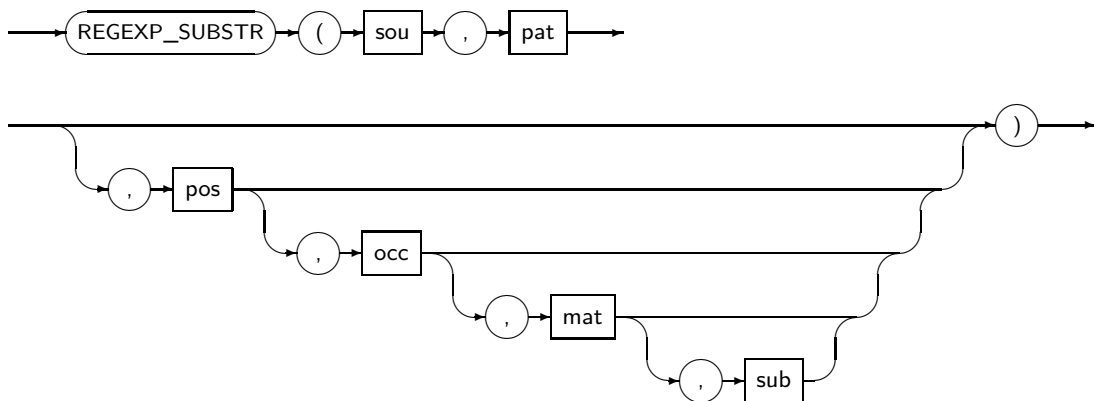 REGEXP_SUBSTR ( sou , pat
)
, pos
, occ
, mat
, sub